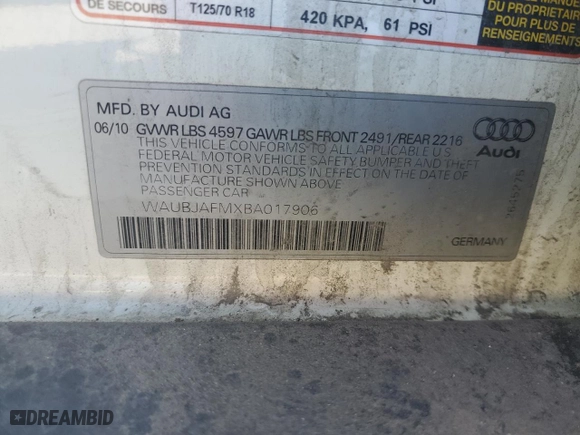 DE SECOURS T125/70 R18 420 KPA, 61 PSI
DU PROPRIETAIRE
POUR PLUS DE
RENSEIGNEMENTS
MFD. BY AUDI AG
06/10 GVWR LBS 4597 GAWR LBS FRONT 2491/REAR 2216
THIS VEHICLE CONFORMS TO ALL APPLICABLE U.S.
FEDERAL MOTOR VEHICLE SAFETY, BUMPER AND THEFT
PREVENTION STANDARDS IN EFFECT ON THE DATE OF
MANUFACTURE SHOWN ABOVE.
PASSENGER CAR
Audi
WAUBJAFMXBA017906
GERMANY
DREAMBID